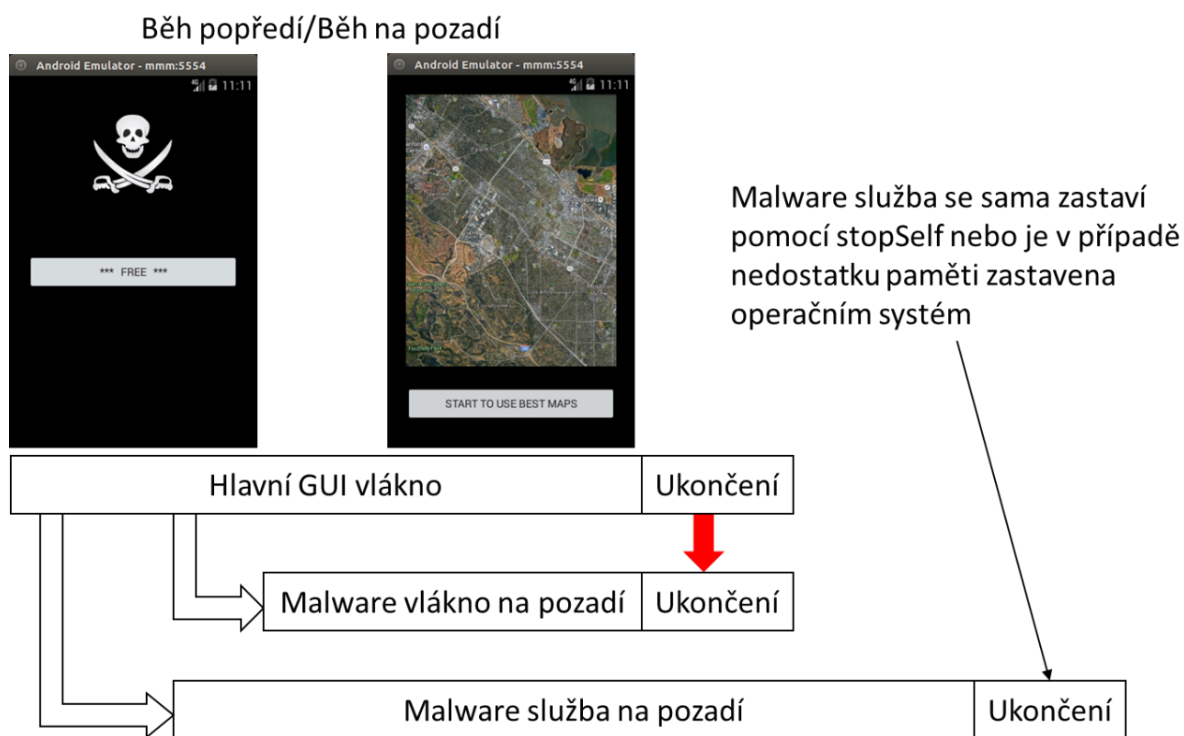 Běh popředí/Běh na pozadí
Android Emulator - mmm:5554
4G 11:11
*** FREE ***
Android Emulator - mmm:5554
4G 11:11
START TO USE BEST MAPS
Malware služba se sama zastaví
pomocí stopSelf nebo je v případě
nedostatku paměti zastavena
operačním systém
Hlavní GUI vlákno
Ukončení
Malware vlákno na pozadí
Ukončení
Malware služba na pozadí
Ukončení